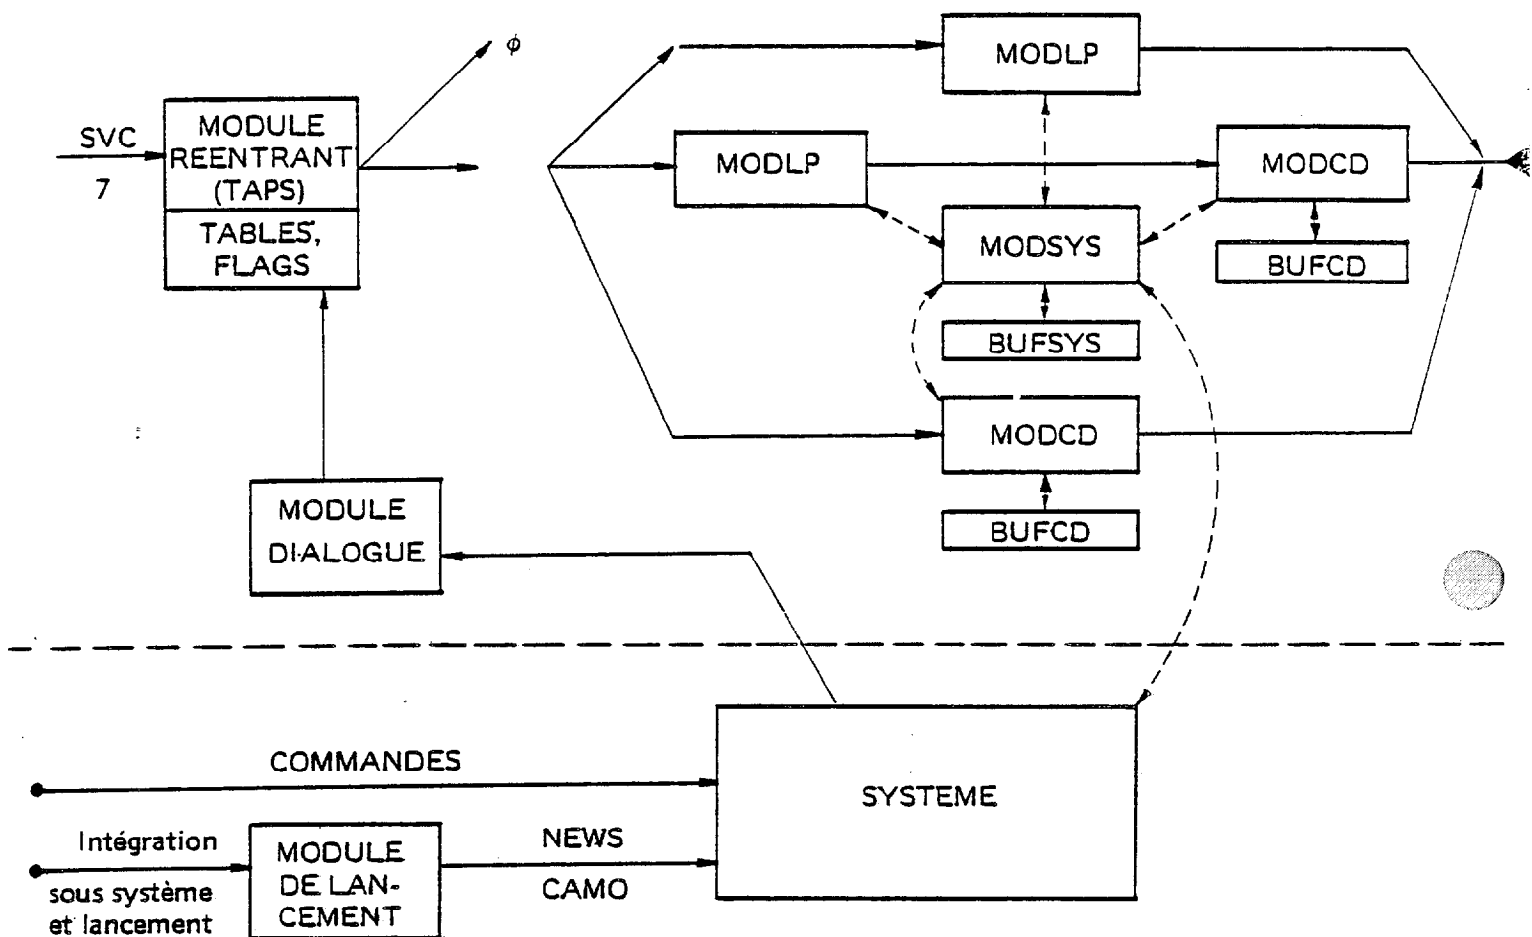 SVC
7
MODULE
REENTRANT
(TAPS)
TABLES,
FLAGS
ϕ
MODLP
MODLP
MODCD
BUFCD
MODSYS
BUFSYS
MODCD
BUFCD
MODULE
DIALOGUE
COMMANDES
SYSTEME
Intégration
sous système
et lancement
MODULE
DE LAN-
CEMENT
NEWS
CAMO